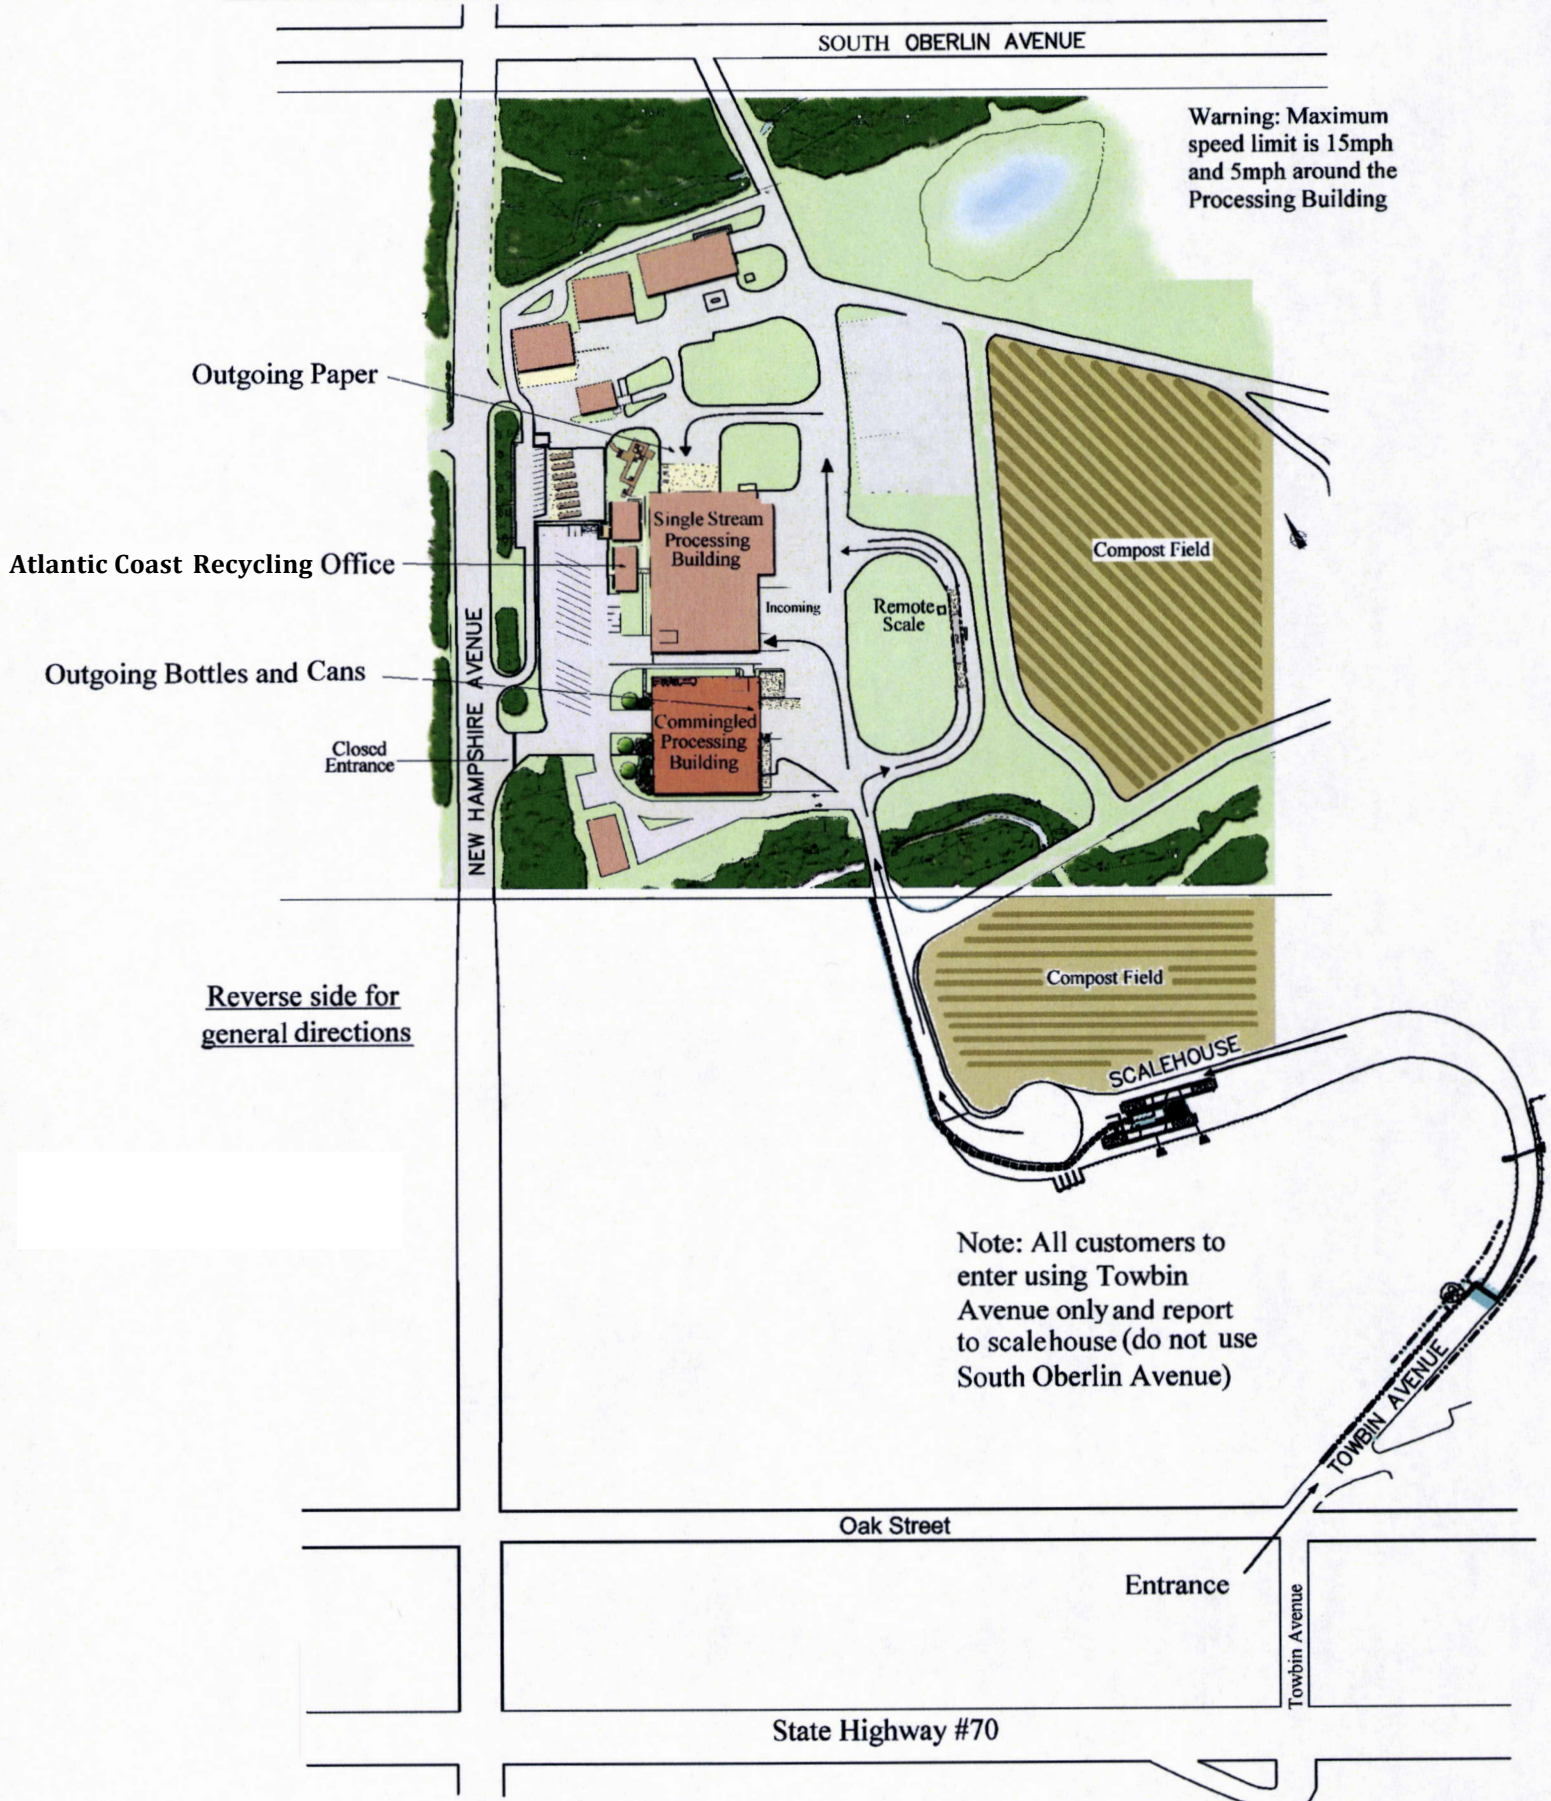 SOUTH OBERLIN AVENUE
Warning: Maximum
speed limit is 15mph
and 5mph around the
Processing Building
Outgoing Paper
Single Stream
Processing
Building
Compost Field
Atlantic Coast Recycling Office
Incoming
Remote
Scale
NEW HAMPSHIRE AVENUE
Outgoing Bottles and Cans
Commingled
Processing
Building
Closed
Entrance
Compost Field
Reverse side for
general directions
SCALEHOUSE
Note: All customers to
enter using Towbin
Avenue only and report
to scalehouse (do not use
South Oberlin Avenue)
TOWBIN AVENUE
Oak Street
Entrance
Towbin Avenue
State Highway #70